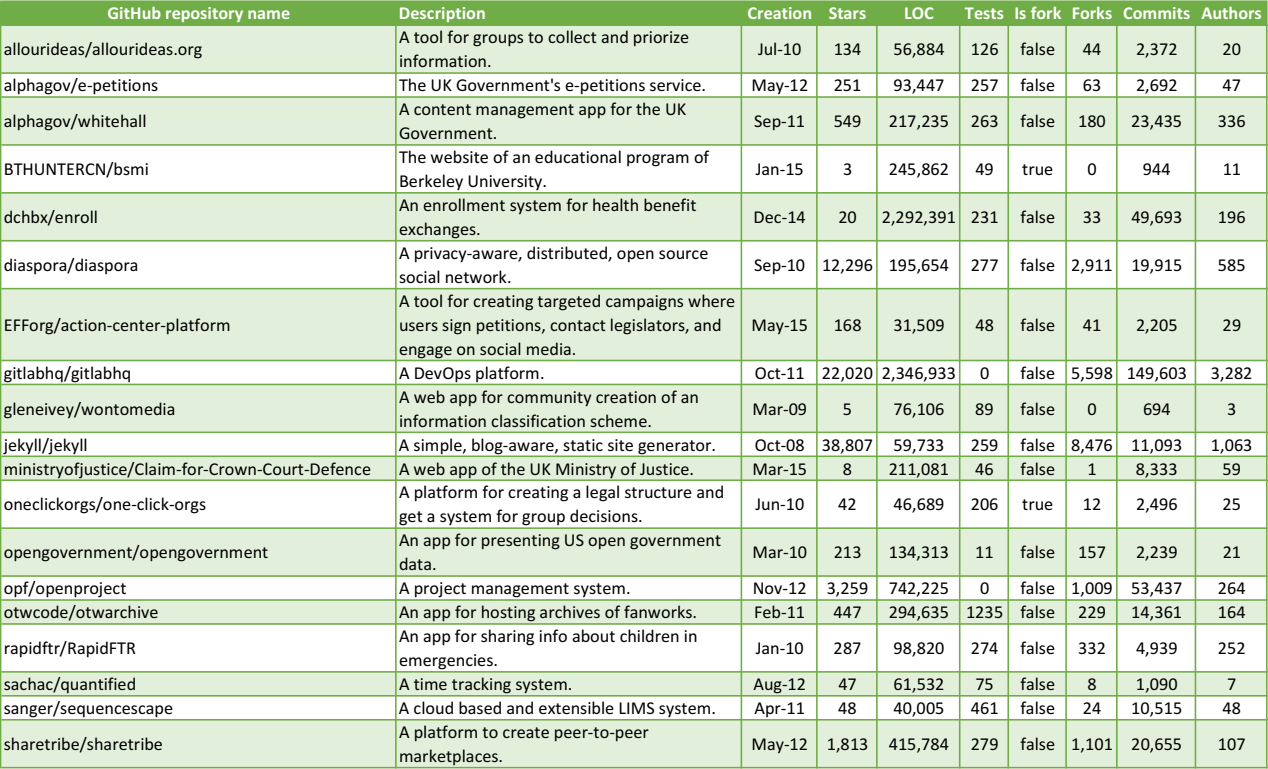 GitHub repository name Description Creation Stars LOC Tests Is fork Forks Commits Authors
allourideas/allourideas.org A tool for groups to collect and priorize Jul-10 134 56,884 126 false 44 2,372 20
information.
alphagov/e-petitions The UK Government's e-petitions service. May-12 251 93,447 257 false 63 2,692 47
alphagov/whitehall A content management app for the UK Sep-11 549 217,235 263 false 180 23,435 336
Government.
BTHUNTERCN/bsmi The website of an educational program of Jan-15 3 245,862 49 true 0 944 11
Berkeley University.
dchbx/enroll An enrollment system for health benefit Dec-14 20 2,292,391 231 false 33 49,693 196
exchanges.
diaspora/diaspora A privacy-aware, distributed, open source Sep-10 12,296 195,654 277 false 2,911 19,915 585
social network.
EFForg/action-center-platform A tool for creating targeted campaigns where May-15 168 31,509 48 false 41 2,205 29
users sign petitions, contact legislators, and
engage on social media.
gitlabhq/gitlabhq A DevOps platform. Oct-11 22,020 2,346,933 0 false 5,598 149,603 3,282
gleneivey/wontomedia A web app for community creation of an Mar-09 5 76,106 89 false 0 694 3
information classification scheme.
jekyll/jekyll A simple, blog-aware, static site generator. Oct-08 38,807 59,733 259 false 8,476 11,093 1,063
ministryofjustice/Claim-for-Crown-Court-Defence A web app of the UK Ministry of Justice. Mar-15 8 211,081 46 false 1 8,333 59
oneclickorgs/one-click-orgs A platform for creating a legal structure and Jun-10 42 46,689 206 true 12 2,496 25
get a system for group decisions.
opengovernment/opengovernment An app for presenting US open government Mar-10 213 134,313 11 false 157 2,239 21
data.
opf/openproject A project management system. Nov-12 3,259 742,225 0 false 1,009 53,437 264
otwcode/otwarchive An app for hosting archives of fanworks. Feb-11 447 294,635 1235 false 229 14,361 164
rapidftr/RapidFTR An app for sharing info about children in Jan-10 287 98,820 274 false 332 4,939 252
emergencies.
sachac/quantified A time tracking system. Aug-12 47 61,532 75 false 8 1,090 7
sanger/sequencescape A cloud based and extensible LIMS system. Apr-11 48 40,005 461 false 24 10,515 48
sharetribe/sharetribe A platform to create peer-to-peer May-12 1,813 415,784 279 false 1,101 20,655 107
marketplaces.